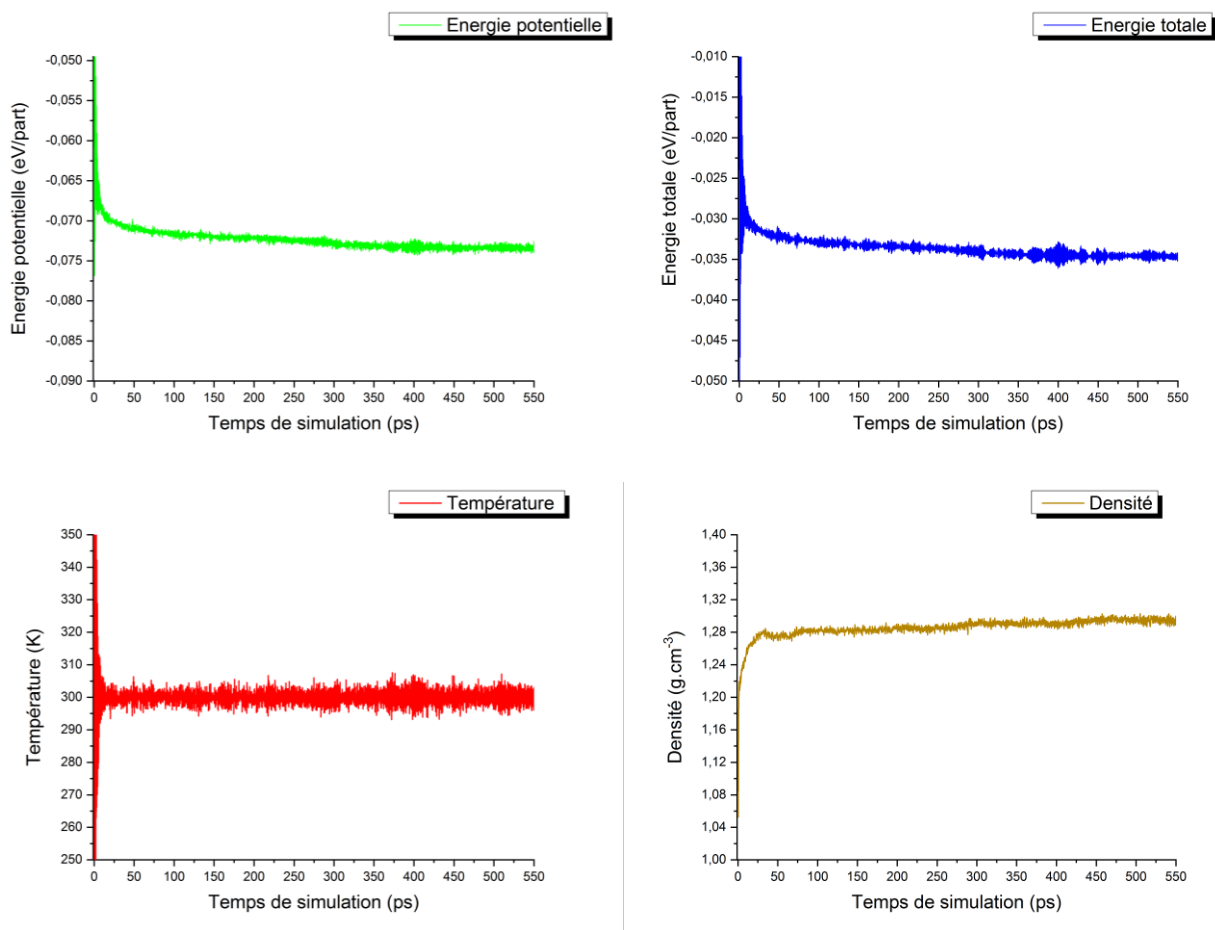 Energie potentielle
-0,050
-0,055
-0,060
-0,065
-0,070
-0,075
-0,080
-0,085
-0,090
Energie potentielle (eV/part)
0 50 100 150 200 250 300 350 400 450 500 550
Temps de simulation (ps)
Energie totale
-0,010
-0,015
-0,020
-0,025
-0,030
-0,035
-0,040
-0,045
-0,050
Energie totale (eV/part)
0 50 100 150 200 250 300 350 400 450 500 550
Temps de simulation (ps)
Température
350
340
330
320
310
300
290
280
270
260
250
Température (K)
0 50 100 150 200 250 300 350 400 450 500 550
Temps de simulation (ps)
Densité
1,40
1,36
1,32
1,28
1,24
1,20
1,16
1,12
1,08
1,04
1,00
Densité (g.cm⁻³)
0 50 100 150 200 250 300 350 400 450 500 550
Temps de simulation (ps)